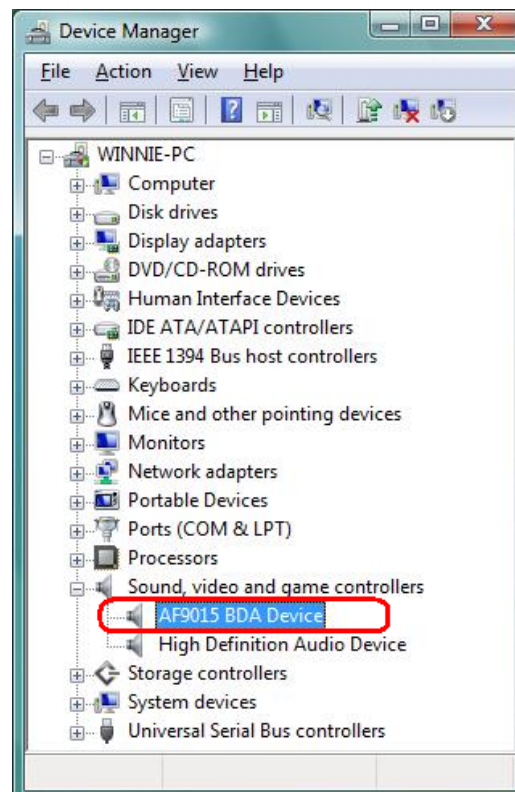 Device Manager
File Action View Help
WINNIE-PC
Computer
Disk drives
Display adapters
DVD/CD-ROM drives
Human Interface Devices
IDE ATA/ATAPI controllers
IEEE 1394 Bus host controllers
Keyboards
Mice and other pointing devices
Monitors
Network adapters
Portable Devices
Ports (COM & LPT)
Processors
Sound, video and game controllers
AF9015 BDA Device
High Definition Audio Device
Storage controllers
System devices
Universal Serial Bus controllers